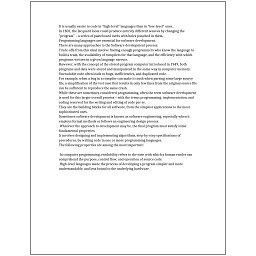 It is usually easier to code in "high-level" languages than in "low-level" ones.
In 1801, the Jacquard loom could produce entirely different weaves by changing the
"program" – a series of pasteboard cards with holes punched in them.
Programming languages are essential for software development.
There are many approaches to the Software development process.
Trade-offs from this ideal involve finding enough programmers who know the language to
build a team, the availability of compilers for that language, and the efficiency with which
programs written in a given language execute.
However, with the concept of the stored-program computer introduced in 1949, both
programs and data were stored and manipulated in the same way in computer memory.
Unreadable code often leads to bugs, inefficiencies, and duplicated code.
For example, when a bug in a compiler can make it crash when parsing some large source
file, a simplification of the test case that results in only few lines from the original source file
can be sufficient to reproduce the same crash.
While these are sometimes considered programming, often the term software development
is used for this larger overall process – with the terms programming, implementation, and
coding reserved for the writing and editing of code per se.
They are the building blocks for all software, from the simplest applications to the most
sophisticated ones.
Sometimes software development is known as software engineering, especially when it
employs formal methods or follows an engineering design process.
Whatever the approach to development may be, the final program must satisfy some
fundamental properties.
It involves designing and implementing algorithms, step-by-step specifications of
procedures, by writing code in one or more programming languages.
The following properties are among the most important:
In computer programming, readability refers to the ease with which a human reader can
comprehend the purpose, control flow, and operation of source code.
High-level languages made the process of developing a program simpler and more
understandable, and less bound to the underlying hardware.